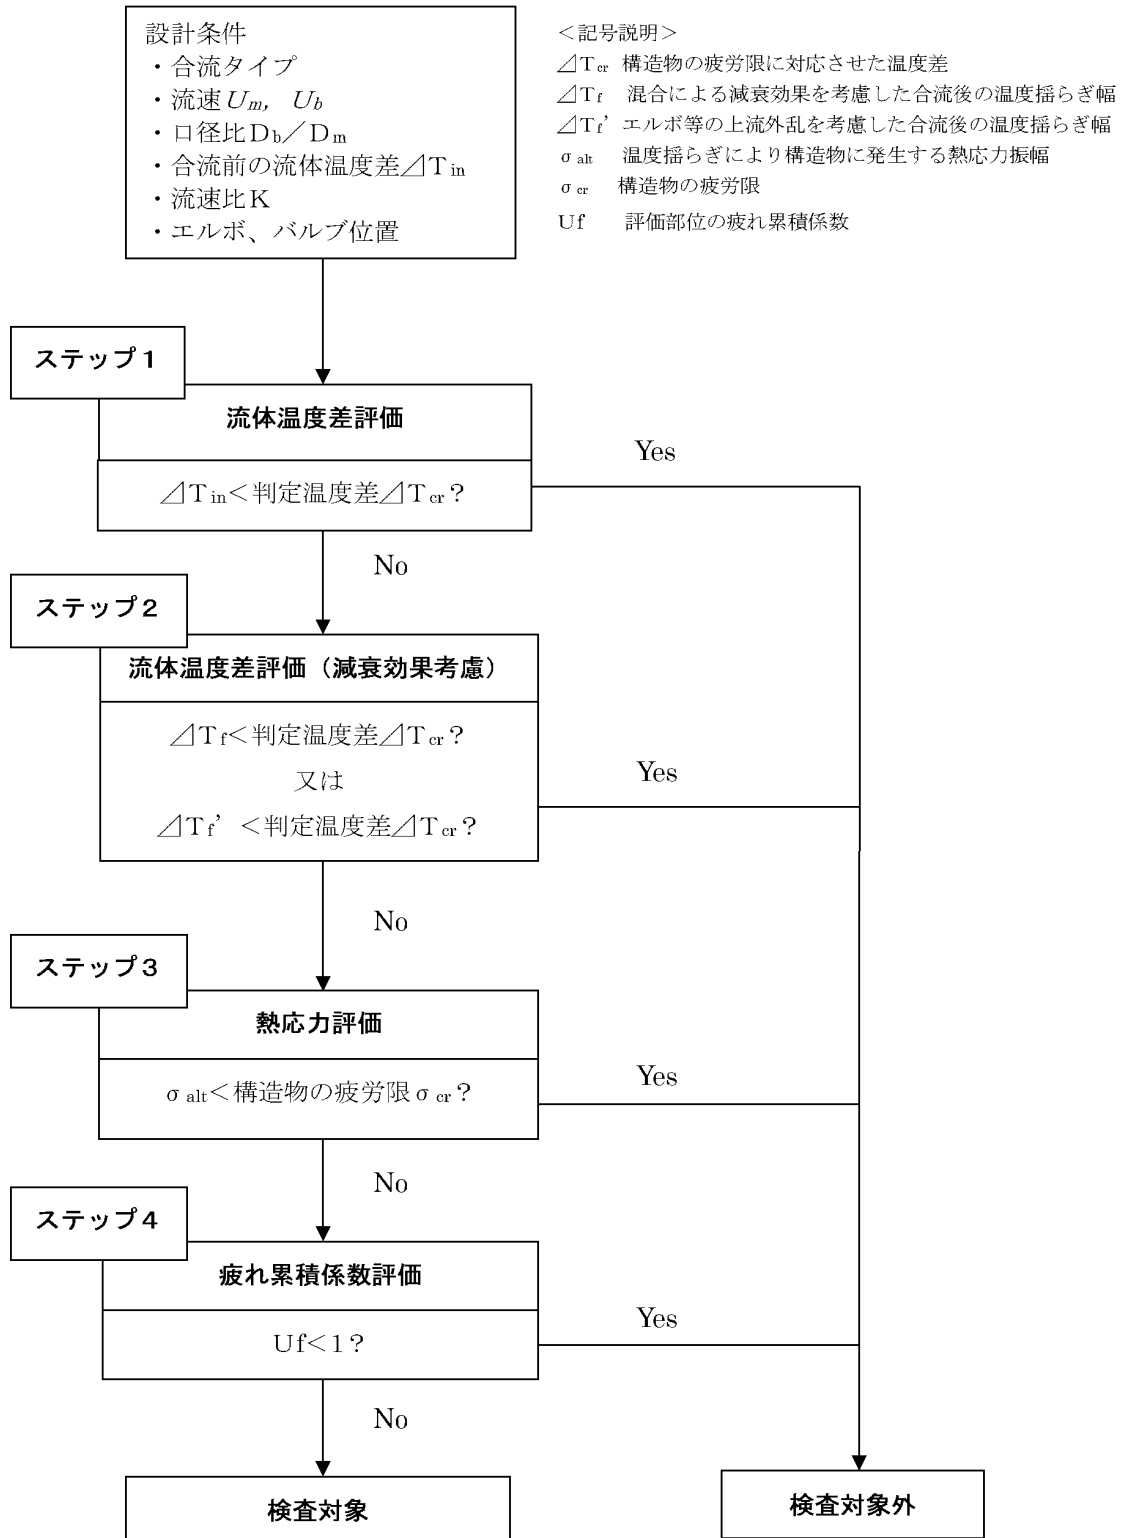 設計条件
・合流タイプ
・流速Um, Ub
・口径比Db/Dm
・合流前の流体温度差⊿Tin
・流速比K
・エルボ、バルブ位置
<記号説明>
⊿Tcr 構造物の疲労限に対応させた温度差
⊿Tf 混合による減衰効果を考慮した合流後の温度揺らぎ幅
⊿Tf' エルボ等の上流外乱を考慮した合流後の温度揺らぎ幅
σalt 温度揺らぎにより構造物に発生する熱応力振幅
σcr 構造物の疲労限
Uf 評価部位の疲れ累積係数
ステップ1
流体温度差評価
⊿Tin<判定温度差⊿Tcr?
Yes
No
ステップ2
流体温度差評価(減衰効果考慮)
⊿Tf<判定温度差⊿Tcr?
又は
⊿Tf'<判定温度差⊿Tcr?
Yes
No
ステップ3
熱応力評価
σalt<構造物の疲労限σcr?
Yes
No
ステップ4
疲れ累積係数評価
Uf<1?
Yes
No
検査対象
検査対象外